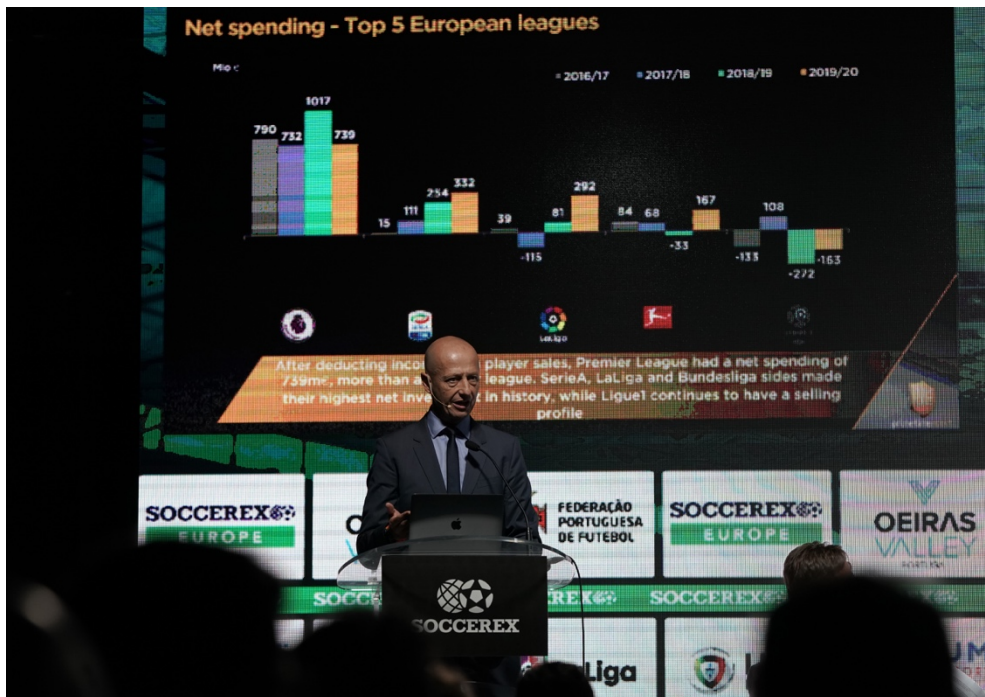 Net spending - Top 5 European leagues
Mio €
2016/17 2017/18 2018/19 2019/20
790 732 1017 739
15 111 254 332
39 -115 81 292
84 68 -33 167
-133 108 -272 -163
LaLiga
After deducting player sales, Premier League had a net spending of
739m€, more than league. SerieA, LaLiga and Bundesliga sides made
their highest net in history, while Ligue1 continues to have a selling
profile
SOCCEREX
EUROPE
FEDERAÇÃO
PORTUGUESA
DE FUTEBOL
SOCCEREX
EUROPE
OEIRAS
VALLEY
PORTUGAL
SOCCEREX
SOCCEREX
Liga